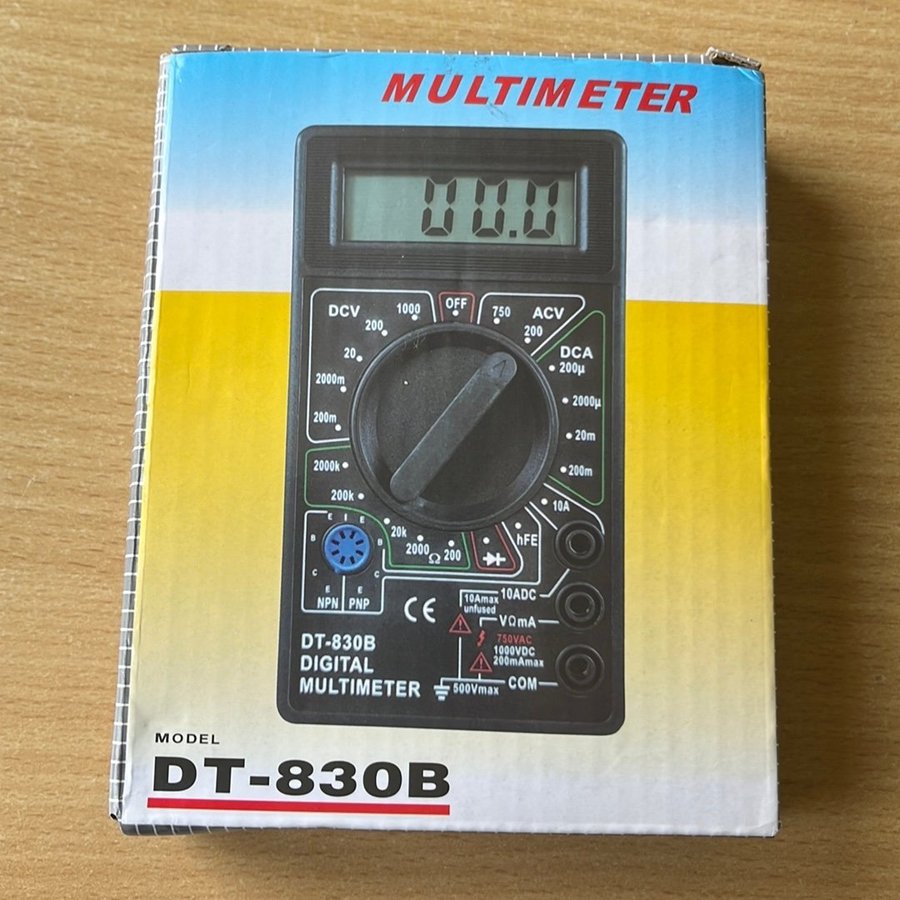 MULTIMETER
00.0
DCV
1000
OFF
750
ACV
200
200
20
DCA
200µ
2000m
2000µ
200m
20m
2000k
200m
200k
10A
20k
2000
Ω
200
hFE
E I E
B B
C C
E E
NPN PNP
CE
10Amax
unfused
10ADC
VΩmA
750VAC
1000VDC
200mAmax
500Vmax
COM
DT-830B
DIGITAL
MULTIMETER
MODEL
DT-830B